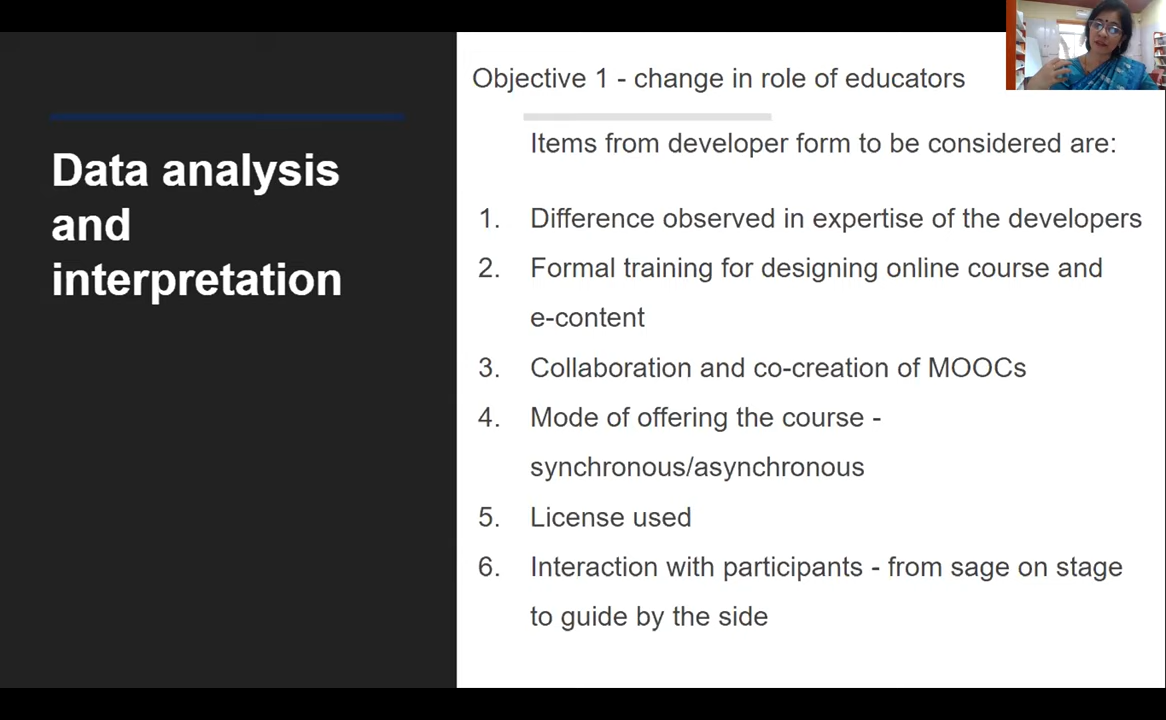 Data analysis
and
interpretation
Objective 1 - change in role of educators
Items from developer form to be considered are:
1. Difference observed in expertise of the developers
2. Formal training for designing online course and
e-content
3. Collaboration and co-creation of MOOCs
4. Mode of offering the course -
synchronous/asynchronous
5. License used
6. Interaction with participants - from sage on stage
to guide by the side